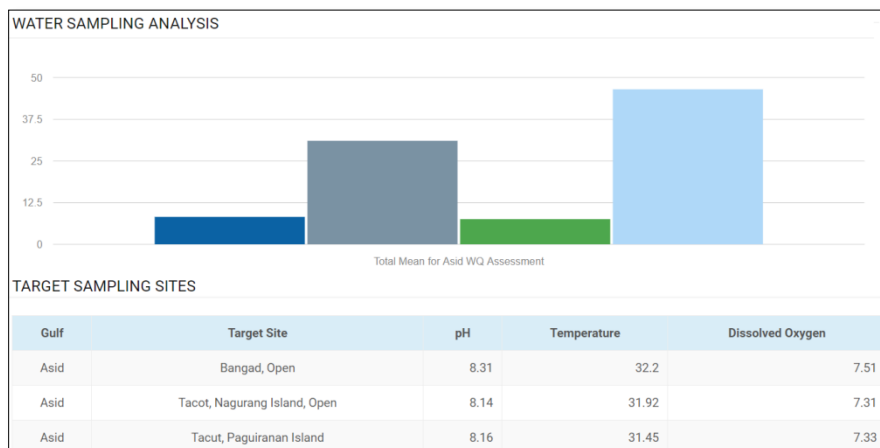 WATER SAMPLING ANALYSIS
50
37.5
25
12.5
0
Total Mean for Asid WQ Assessment
TARGET SAMPLING SITES
Gulf Target Site pH Temperature Dissolved Oxygen
Asid Bangad, Open 8.31 32.2 7.51
Asid Tacot, Nagurang Island, Open 8.14 31.92 7.31
Asid Tacut, Paguiranan Island 8.16 31.45 7.33